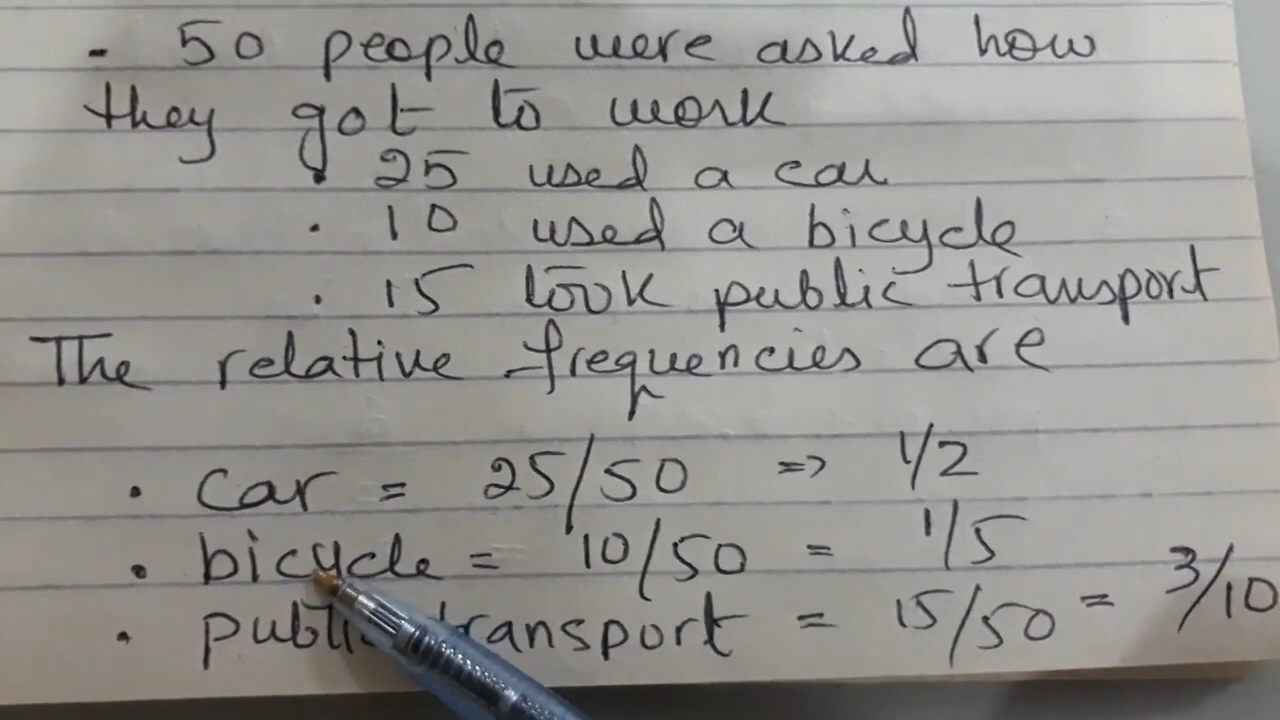 - 50 people were asked how
they got to work
• 25 used a car
• 10 used a bicycle
• 15 took public transport
The relative frequencies are
• car = 25/50 => 1/2
• bicycle = 10/50 = 1/5
• public transport = 15/50 = 3/10